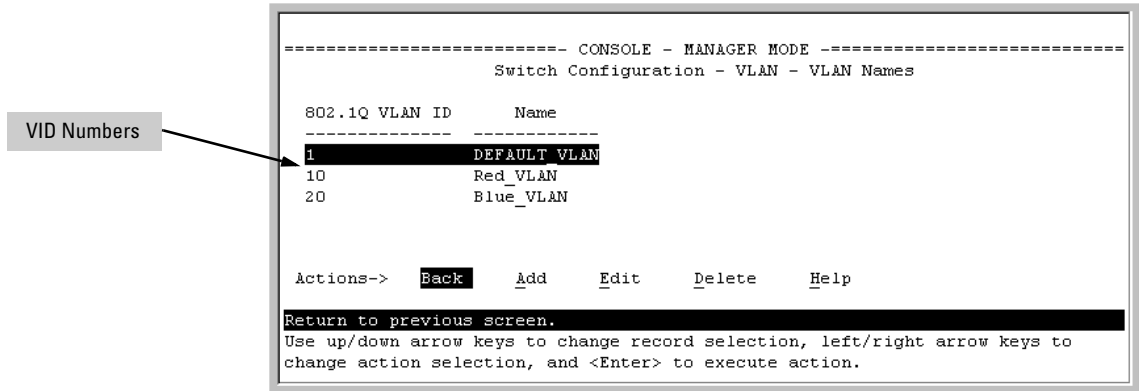 ==========================- CONSOLE - MANAGER MODE -============================
Switch Configuration - VLAN - VLAN Names
802.1Q VLAN ID Name
-------------- ------------
VID Numbers
1 DEFAULT_VLAN
10 Red_VLAN
20 Blue_VLAN
Actions-> Back Add Edit Delete Help
Return to previous screen.
Use up/down arrow keys to change record selection, left/right arrow keys to
change action selection, and <Enter> to execute action.